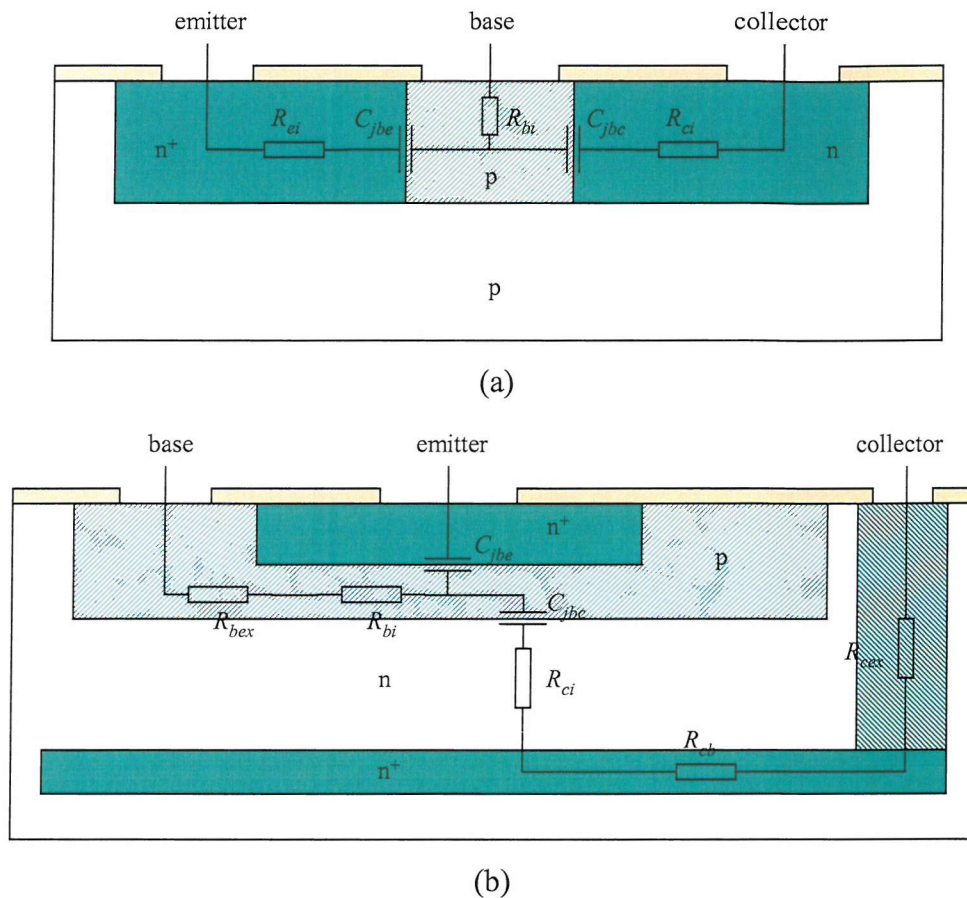 emitter base collector
R_ei C_jbe R_bi C_jbc R_ci
n⁺ n
p
p
(a)
base emitter collector
n⁺
C_jbe p
C_jbc
R_bex R_bi
R_cex
n R_ci
R_cb
n⁺
(b)